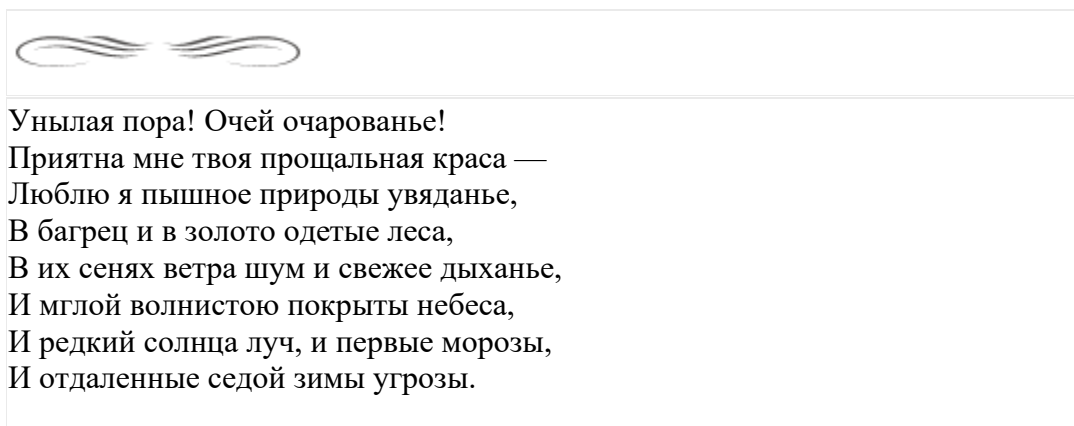 Унылая пора! Очей очарованье!
Приятна мне твоя прощальная краса —
Люблю я пышное природы увяданье,
В багрец и в золото одетые леса,
В их сенях ветра шум и свежее дыханье,
И мглой волнистою покрыты небеса,
И редкий солнца луч, и первые морозы,
И отдаленные седой зимы угрозы.